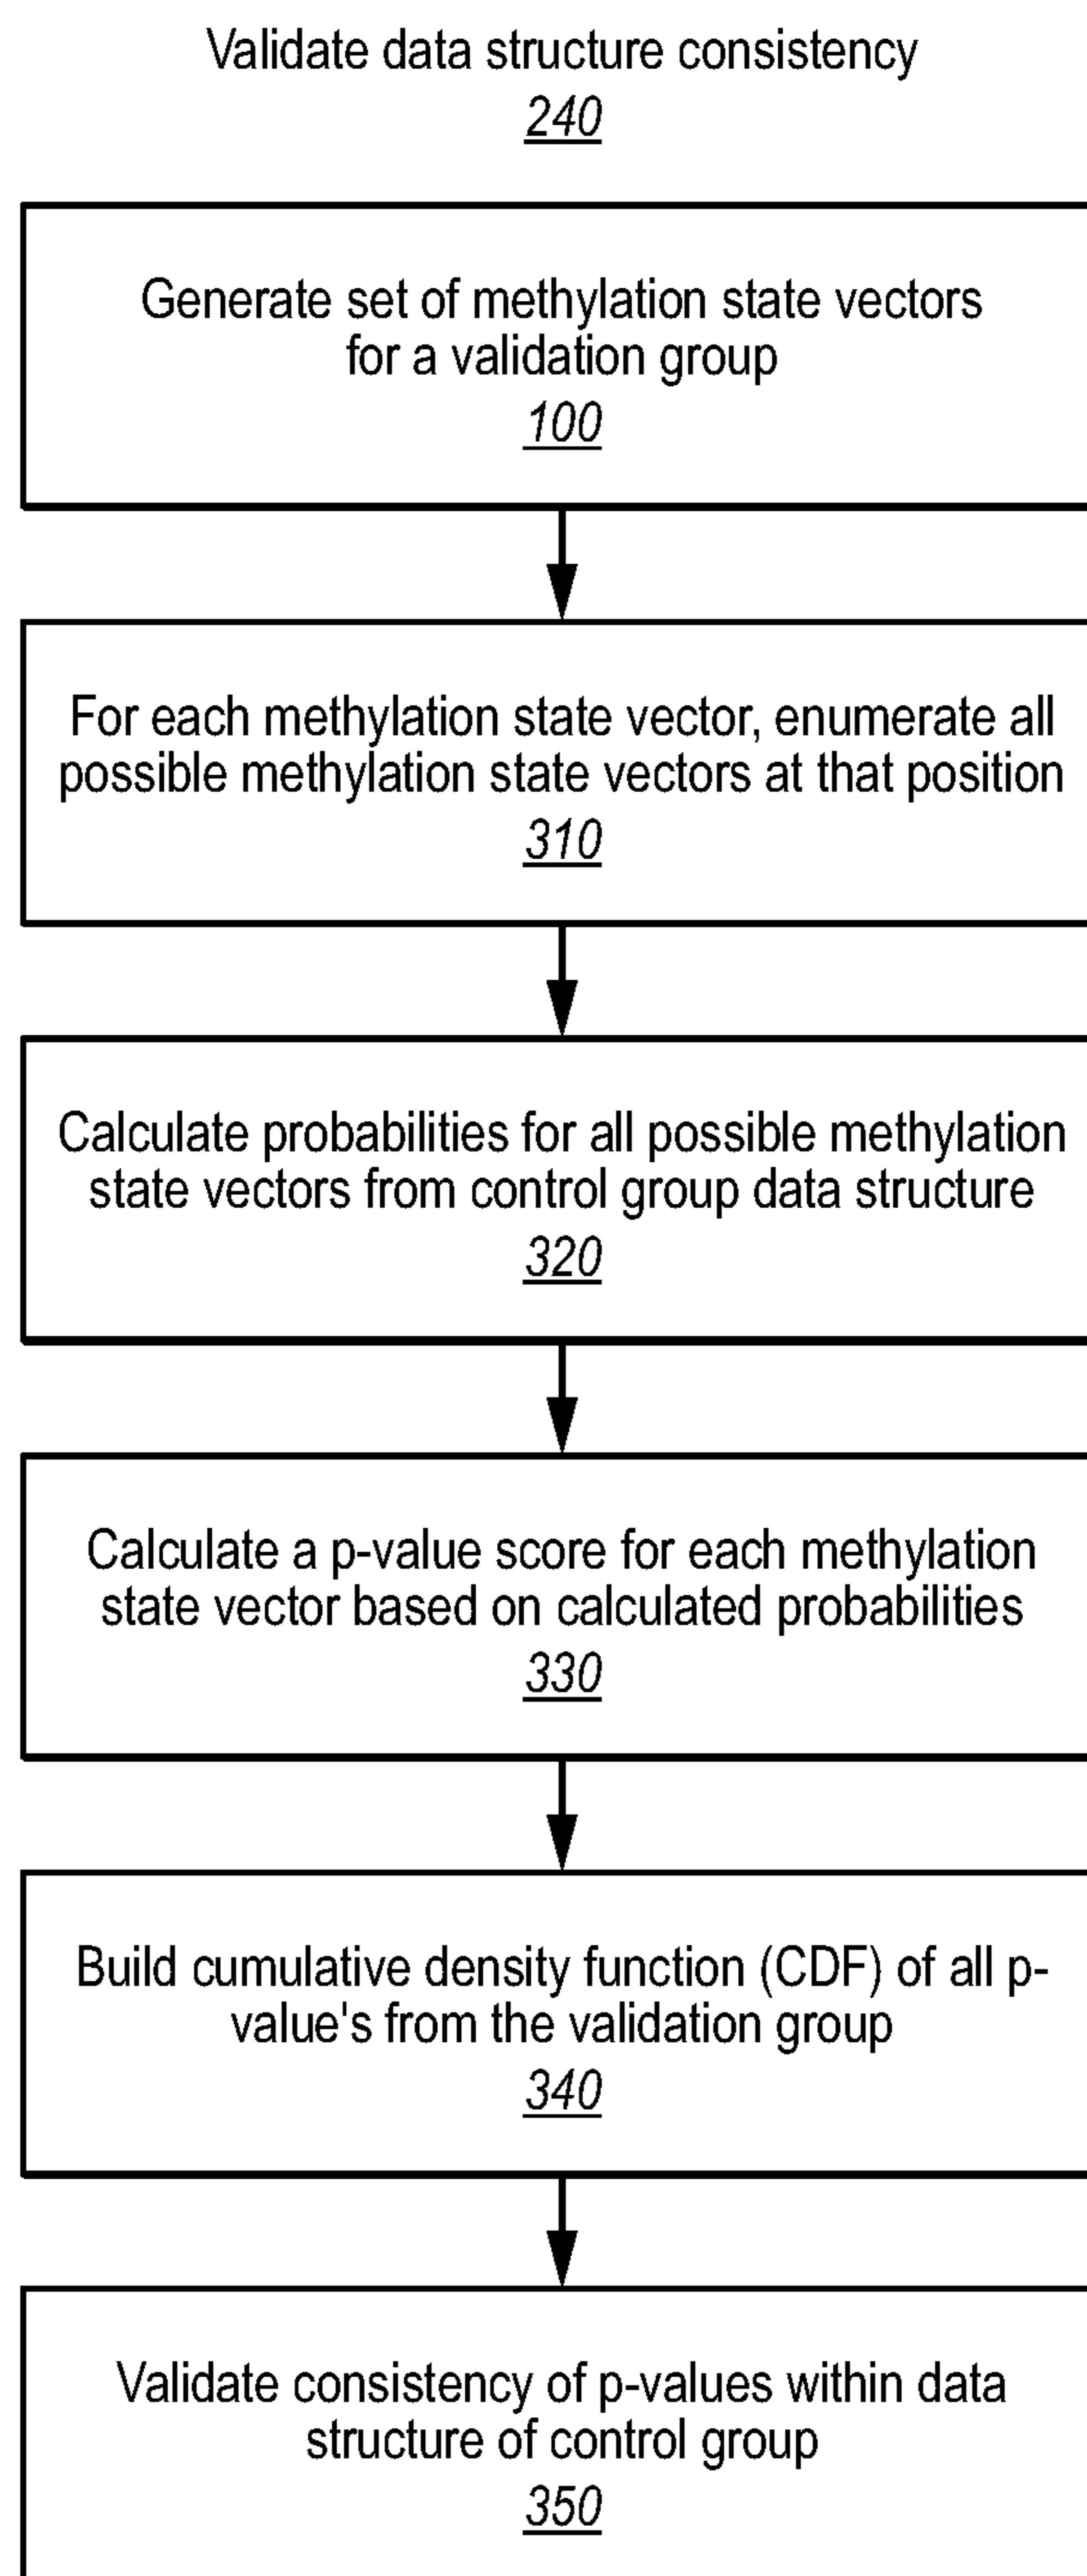 Validate data structure consistency
240
Generate set of methylation state vectors
for a validation group
100
For each methylation state vector, enumerate all
possible methylation state vectors at that position
310
Calculate probabilities for all possible methylation
state vectors from control group data structure
320
Calculate a p-value score for each methylation
state vector based on calculated probabilities
330
Build cumulative density function (CDF) of all p-
value's from the validation group
340
Validate consistency of p-values within data
structure of control group
350